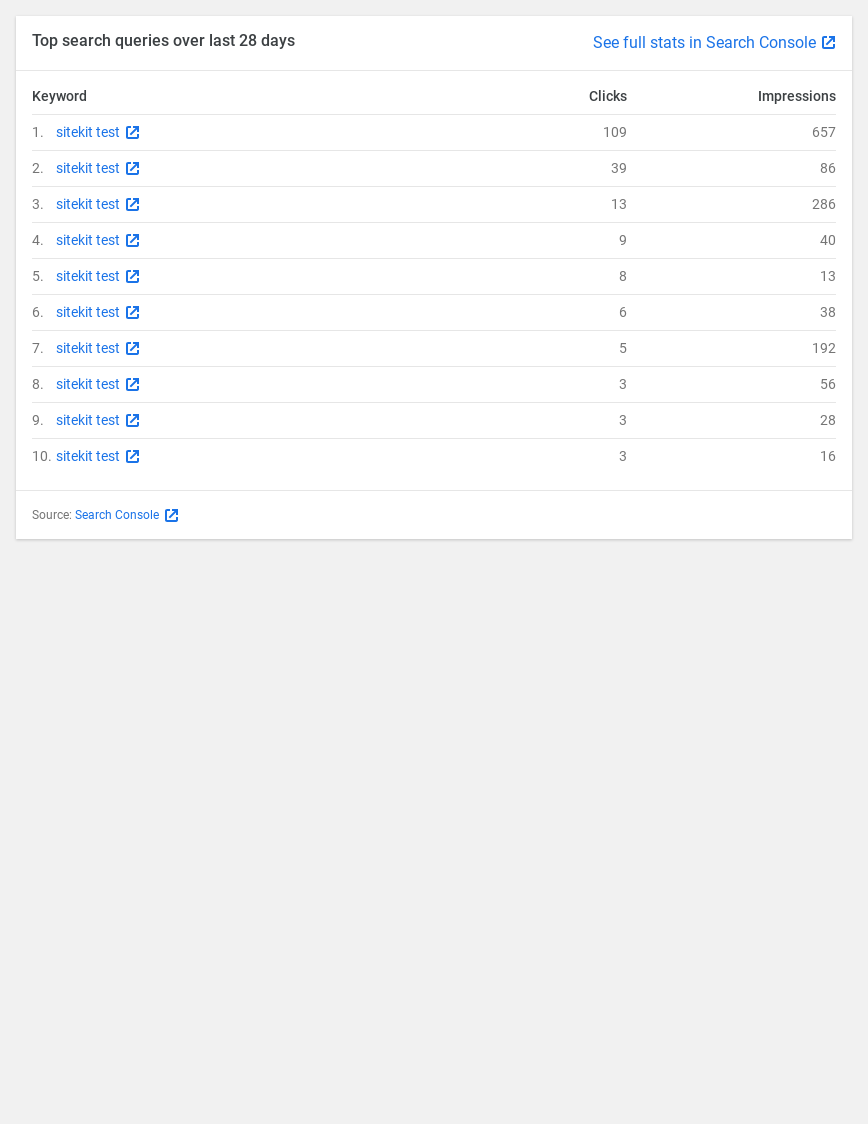 Top search queries over last 28 days See full stats in Search Console
Keyword Clicks Impressions
1. sitekit test 109 657
2. sitekit test 39 86
3. sitekit test 13 286
4. sitekit test 9 40
5. sitekit test 8 13
6. sitekit test 6 38
7. sitekit test 5 192
8. sitekit test 3 56
9. sitekit test 3 28
10. sitekit test 3 16
Source: Search Console